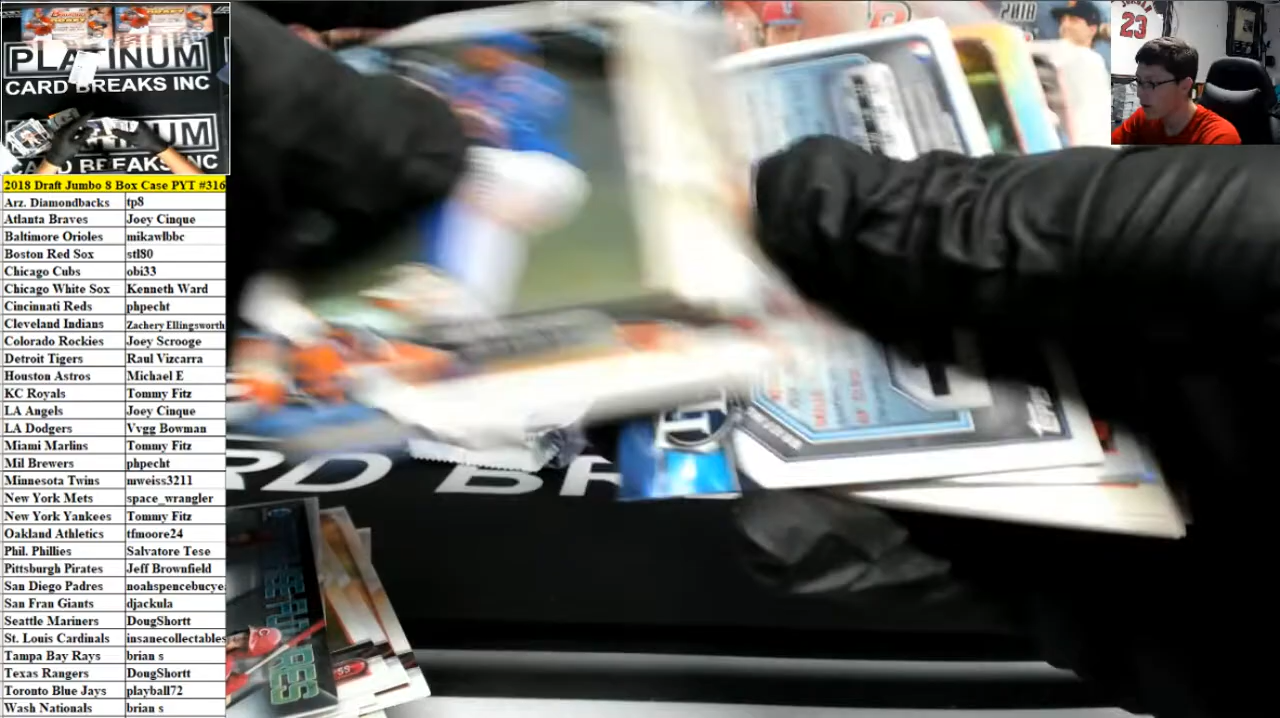 PLATINUM
CARD BREAKS INC
2018 Draft Jumbo 8 Box Case PYT #316
Arz. Diamondbacks tp8
Atlanta Braves Joey Cinque
Baltimore Orioles mikawlbbc
Boston Red Sox stl80
Chicago Cubs obi33
Chicago White Sox Kenneth Ward
Cincinnati Reds phpecht
Cleveland Indians Zachery Ellingsworth
Colorado Rockies Joey Scrooge
Detroit Tigers Raul Vizcarra
Houston Astros Michael E
KC Royals Tommy Fitz
LA Angels Joey Cinque
LA Dodgers Vvgg Bowman
Miami Marlins Tommy Fitz
Mil Brewers phpecht
Minnesota Twins mweiss3211
New York Mets space_wrangler
New York Yankees Tommy Fitz
Oakland Athletics tfmoore24
Phil. Phillies Salvatore Tese
Pittsburgh Pirates Jeff Brownfield
San Diego Padres noahspencebucye
San Fran Giants djackula
Seattle Mariners DougShortt
St. Louis Cardinals insanecollectables
Tampa Bay Rays brian s
Texas Rangers DougShortt
Toronto Blue Jays playball72
Wash Nationals brian s
2018
23
RD BR